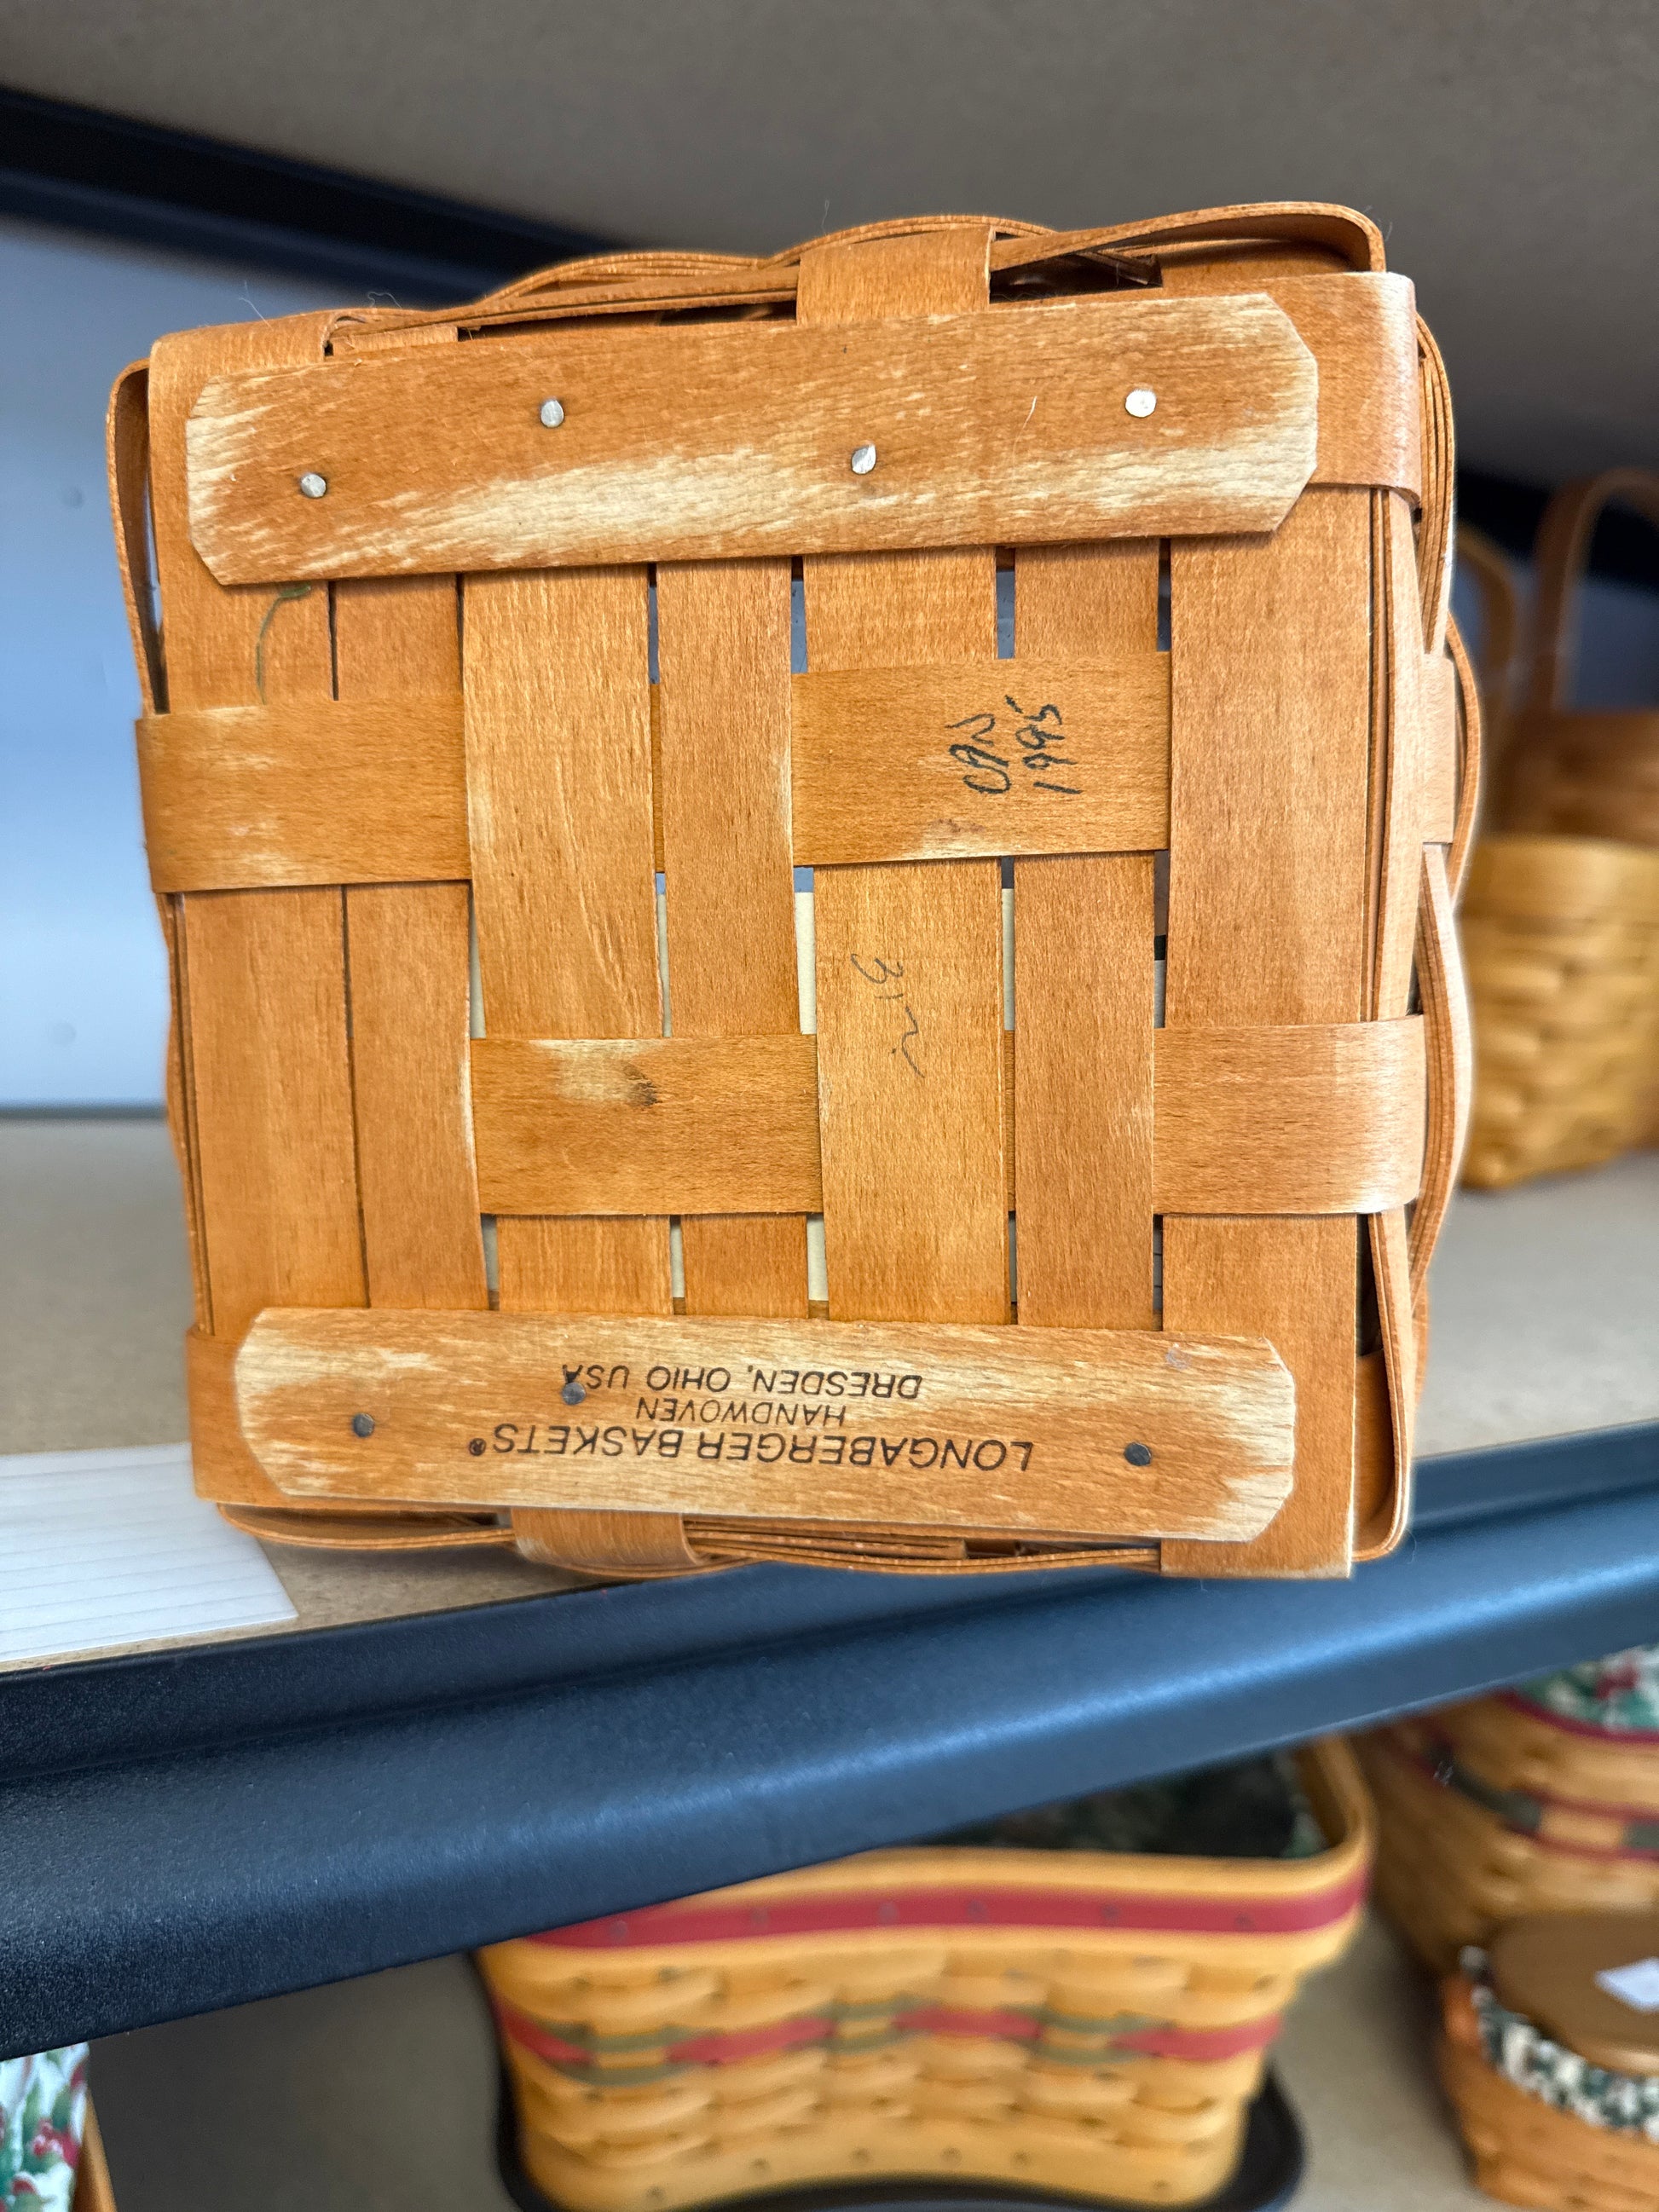 1995
LONGABERGER BASKETS®
HANDWOVEN
DRESDEN, OHIO USA